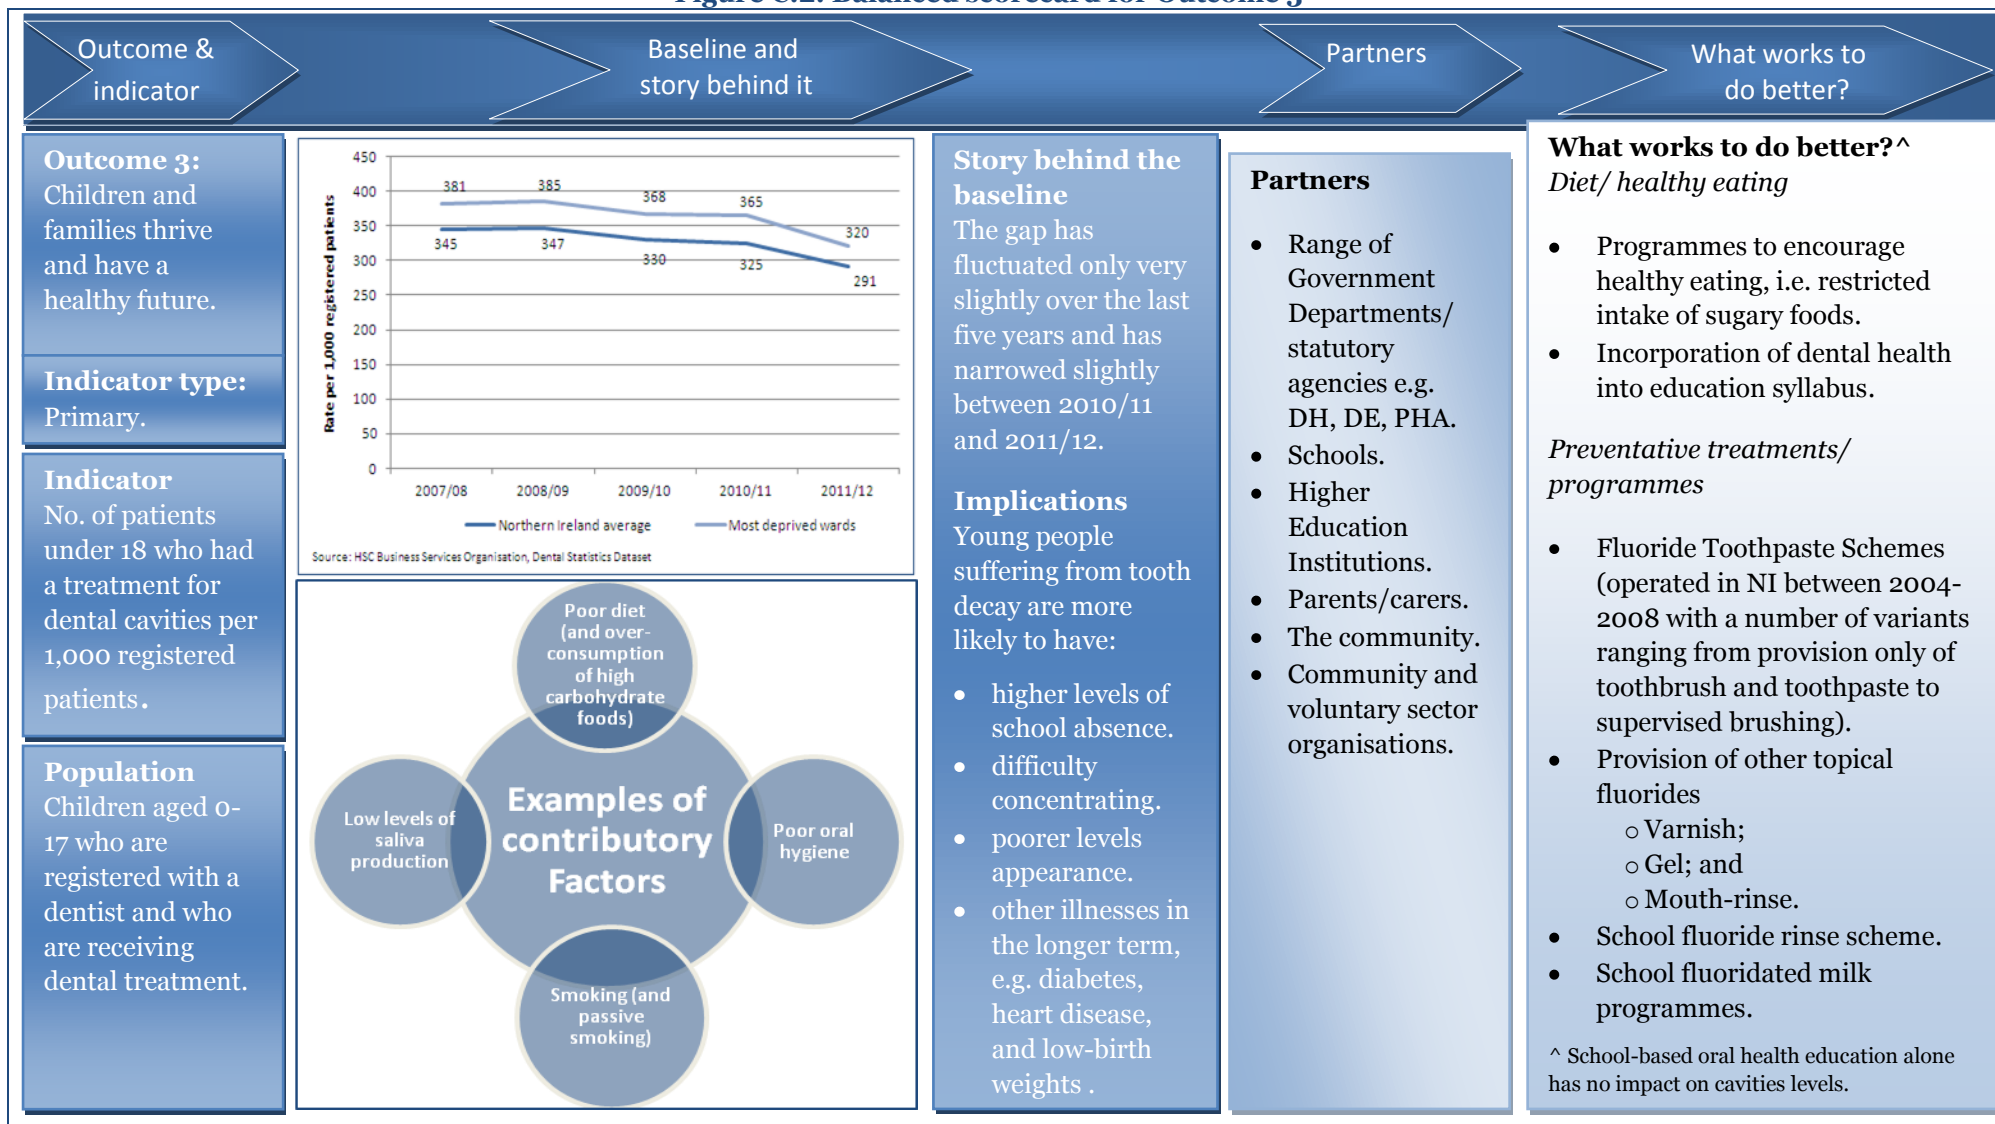 Figure C.2: Balanced scorecard for Outcome 3
Outcome &
indicator
Baseline and
story behind it
Partners
What works to
do better?
Outcome 3:
Children and
families thrive
and have a
healthy future.
Indicator type:
Primary.
Indicator
No. of patients
under 18 who had
a treatment for
dental cavities per
1,000 registered
patients.
Population
Children aged 0-
17 who are
registered with a
dentist and who
are receiving
dental treatment.
Rate per 1,000 registered patients
450
400
350
300
250
200
150
100
50
0
381
385
368
365
320
345
347
330
325
291
2007/08
2008/09
2009/10
2010/11
2011/12
Northern Ireland average
Most deprived wards
Source: HSC Business Services Organisation, Dental Statistics Dataset
Poor diet
(and over-
consumption
of high
carbohydrate
foods)
Low levels of
saliva
production
Examples of
contributory
Factors
Poor oral
hygiene
Smoking (and
passive
smoking)
Story behind the
baseline
The gap has
fluctuated only very
slightly over the last
five years and has
narrowed slightly
between 2010/11
and 2011/12.
Implications
Young people
suffering from tooth
decay are more
likely to have:
• higher levels of
school absence.
• difficulty
concentrating.
• poorer levels
appearance.
• other illnesses in
the longer term,
e.g. diabetes,
heart disease,
and low-birth
weights .
Partners
• Range of
Government
Departments/
statutory
agencies e.g.
DH, DE, PHA.
• Schools.
• Higher
Education
Institutions.
• Parents/carers.
• The community.
• Community and
voluntary sector
organisations.
What works to do better?^
Diet/ healthy eating
• Programmes to encourage
healthy eating, i.e. restricted
intake of sugary foods.
• Incorporation of dental health
into education syllabus.
Preventative treatments/
programmes
• Fluoride Toothpaste Schemes
(operated in NI between 2004-
2008 with a number of variants
ranging from provision only of
toothbrush and toothpaste to
supervised brushing).
• Provision of other topical
fluorides
o Varnish;
o Gel; and
o Mouth-rinse.
• School fluoride rinse scheme.
• School fluoridated milk
programmes.
^ School-based oral health education alone
has no impact on cavities levels.